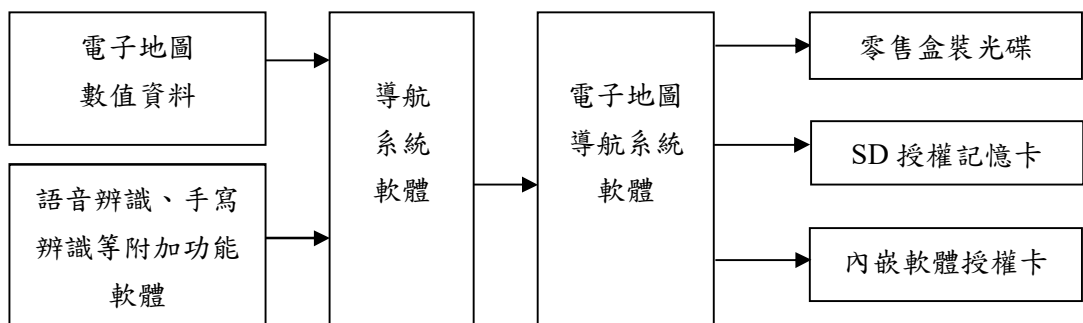 電子地圖
數值資料
語音辨識、手寫
辨識等附加功能
軟體
導航
系統
軟體
電子地圖
導航系統
軟體
零售盒裝光碟
SD 授權記憶卡
內嵌軟體授權卡